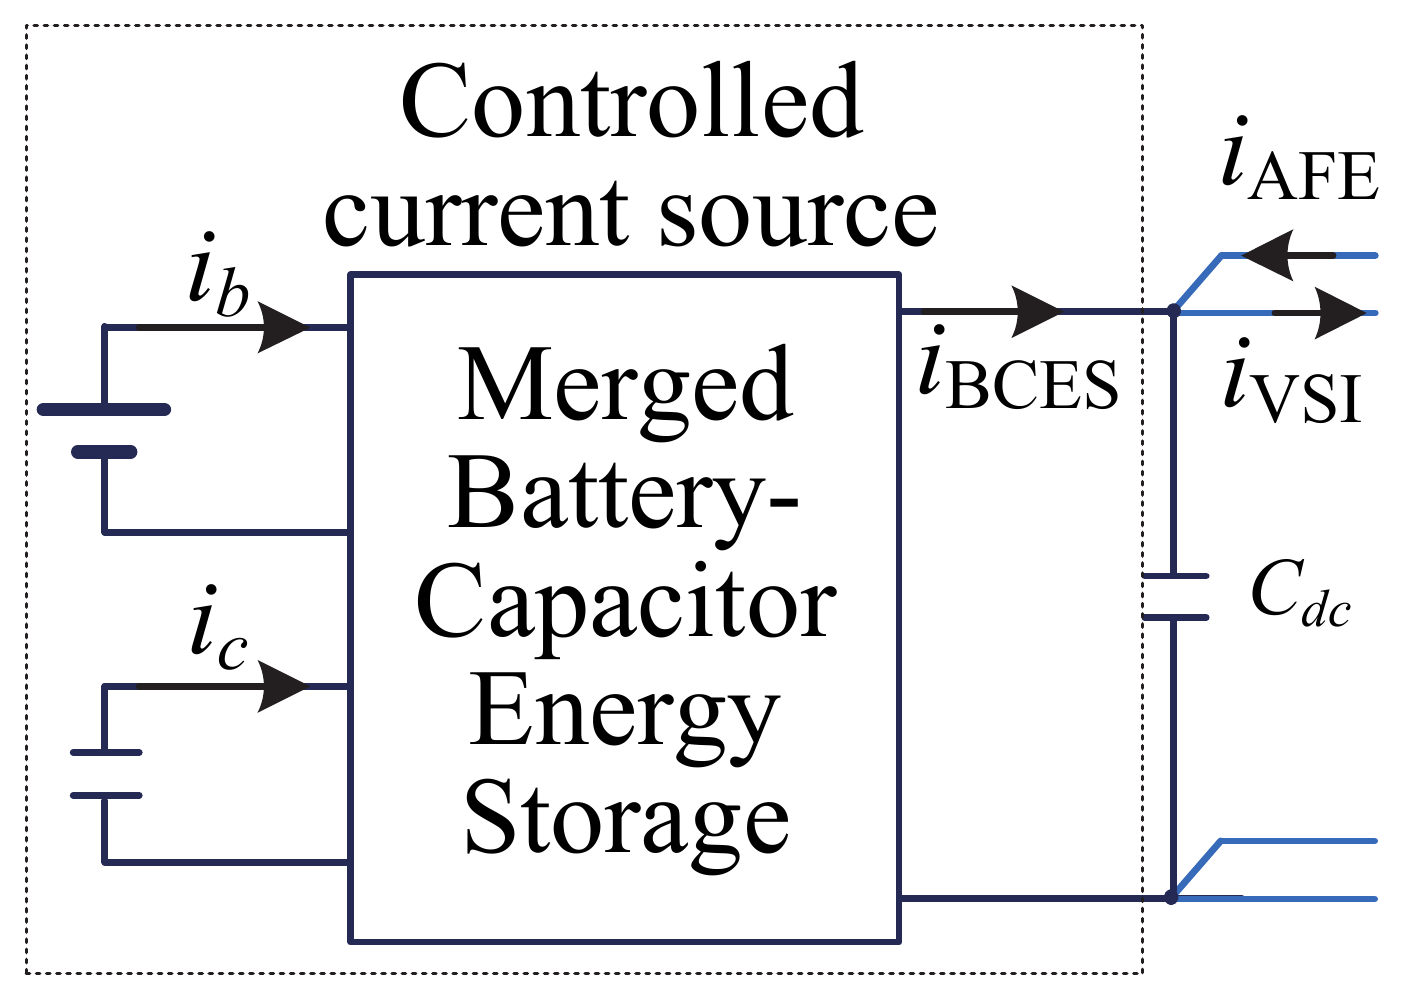 Controlled
current source
i_AFE
i_b
i_BCES
i_VSI
Merged
Battery-
Capacitor
Energy
Storage
C_dc
i_c